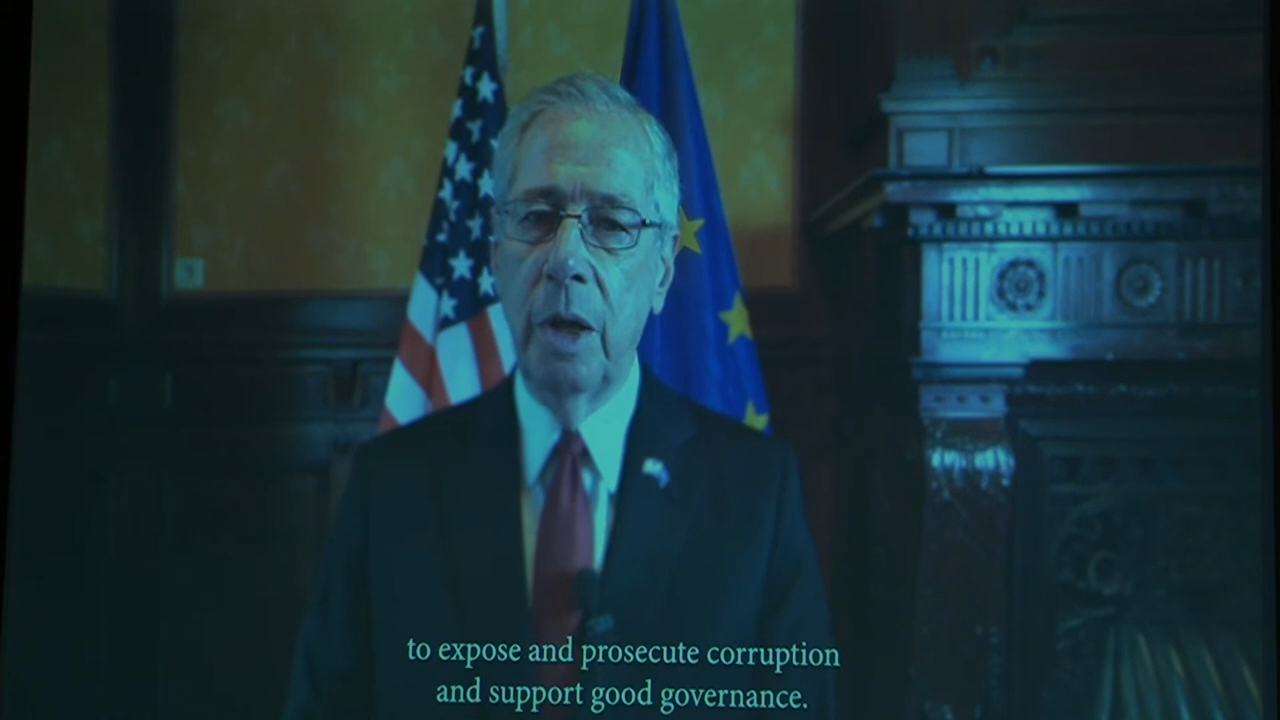 to expose and prosecute corruption
and support good governance.